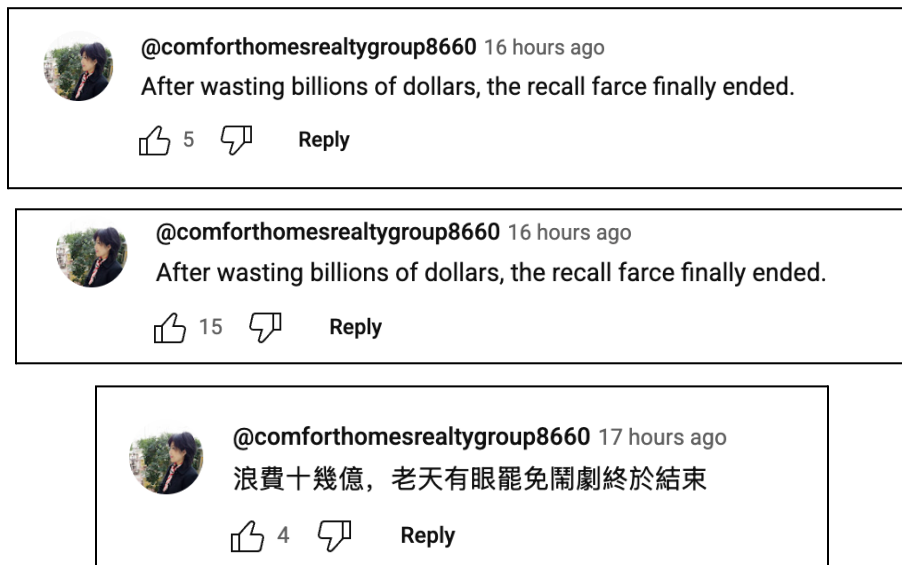 @comforthomesrealtygroup8660 16 hours ago
After wasting billions of dollars, the recall farce finally ended.
5 Reply
@comforthomesrealtygroup8660 16 hours ago
After wasting billions of dollars, the recall farce finally ended.
15 Reply
@comforthomesrealtygroup8660 17 hours ago
浪費十幾億，老天有眼罷免鬧劇終於結束
4 Reply